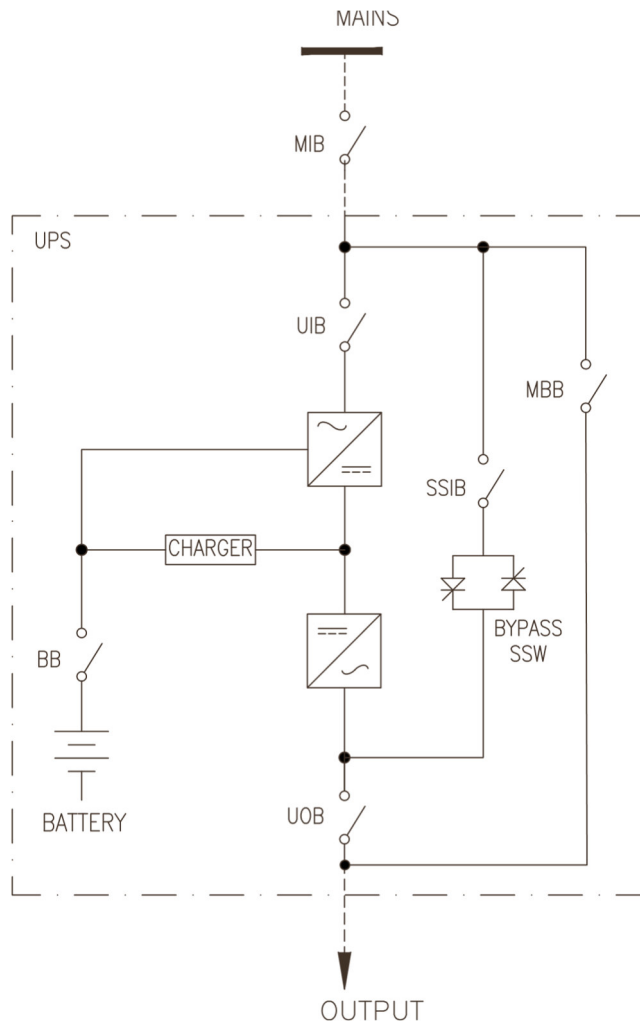 MAINS
MIB
UPS
UIB
MBB
SSIB
CHARGER
BYPASS
SSW
BB
BATTERY
UOB
OUTPUT